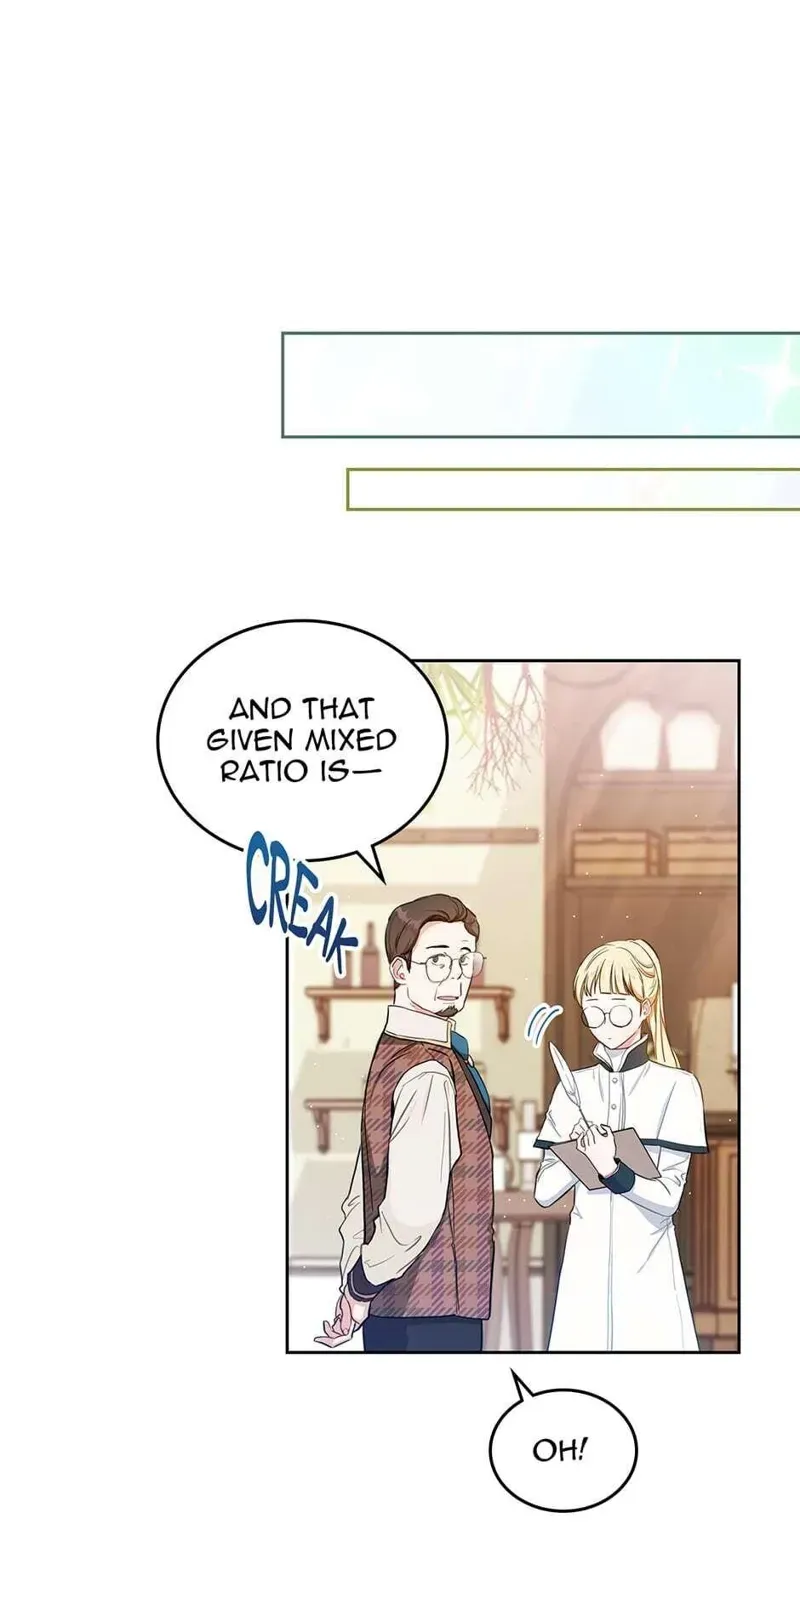 AND THAT
GIVEN MIXED
RATIO IS—
CREAK
OH!